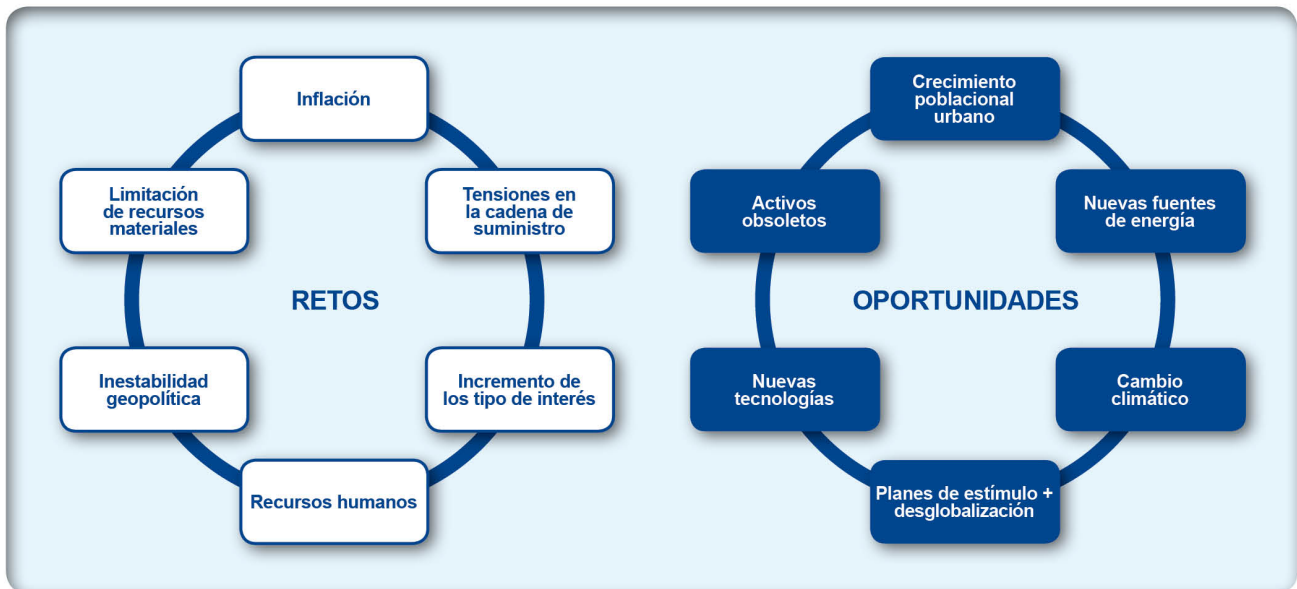 Inflación
Tensiones en
la cadena de
suministro
Incremento de
los tipo de interés
Recursos humanos
Inestabilidad
geopolítica
Limitación
de recursos
materiales
RETOS
Crecimiento
poblacional
urbano
Nuevas fuentes
de energía
Cambio
climático
Planes de estímulo +
desglobalización
Nuevas
tecnologías
Activos
obsoletos
OPORTUNIDADES